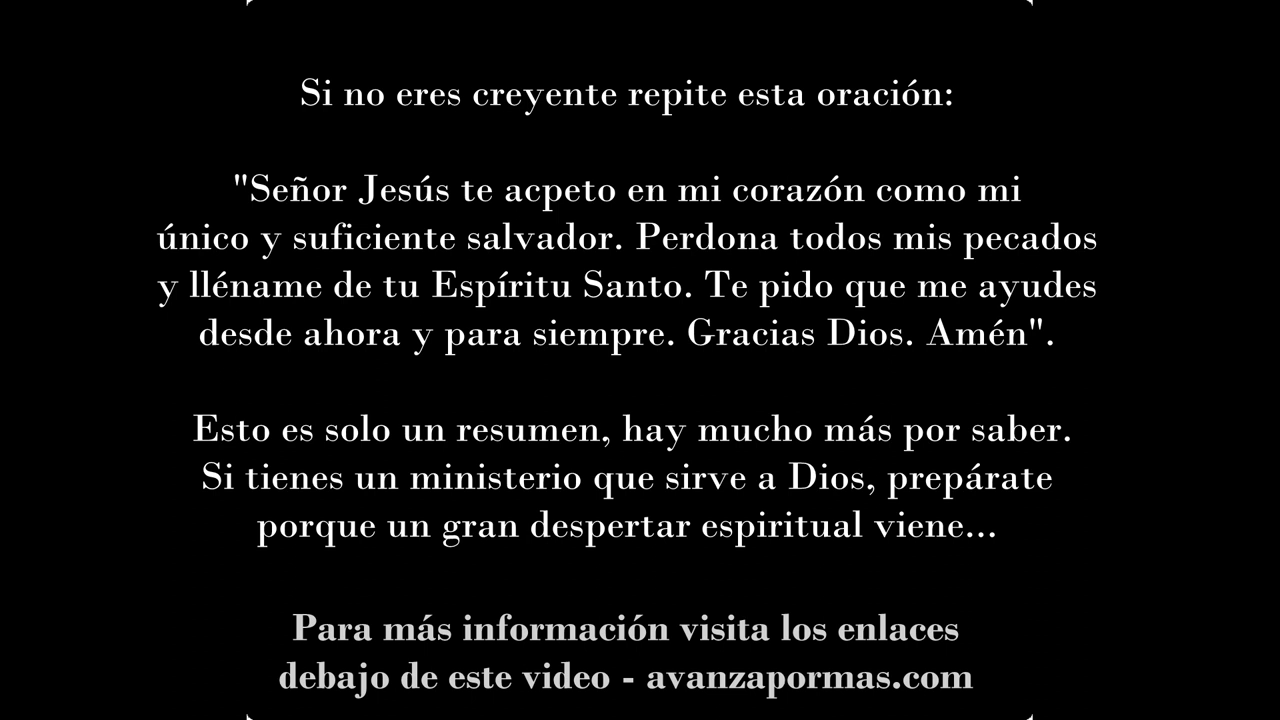 Si no eres creyente repite esta oración:
"Señor Jesús te acpeto en mi corazón como mi
único y suficiente salvador. Perdona todos mis pecados
y lléname de tu Espíritu Santo. Te pido que me ayudes
desde ahora y para siempre. Gracias Dios. Amén".
Esto es solo un resumen, hay mucho más por saber.
Si tienes un ministerio que sirve a Dios, prepárate
porque un gran despertar espiritual viene...
Para más información visita los enlaces
debajo de este video - avanzapormas.com